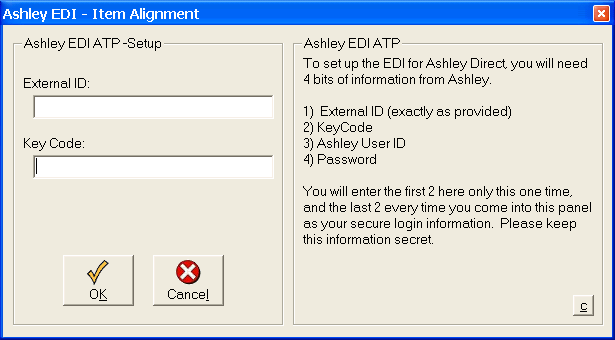 Ashley EDI - Item Alignment
Ashley EDI ATP -Setup
External ID:
Key Code:
OK
Cancel
Ashley EDI ATP
To set up the EDI for Ashley Direct, you will need
4 bits of information from Ashley.
1) External ID (exactly as provided)
2) KeyCode
3) Ashley User ID
4) Password
You will enter the first 2 here only this one time,
and the last 2 every time you come into this panel
as your secure login information. Please keep
this information secret.
c